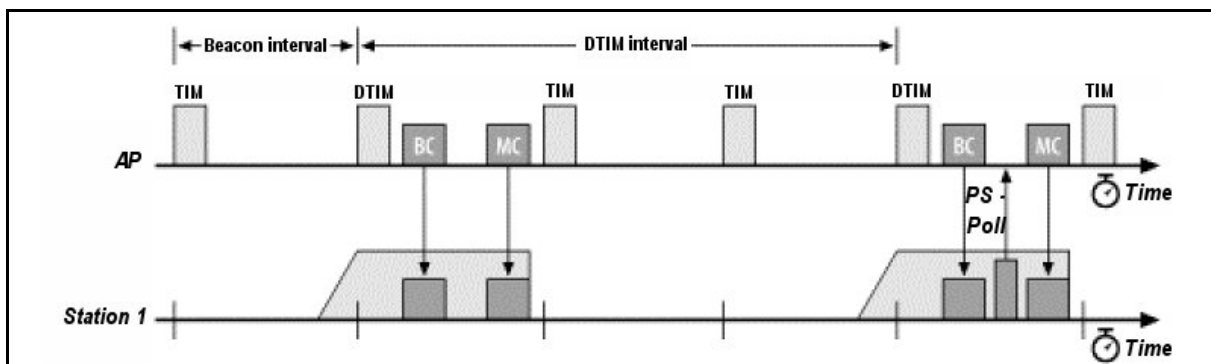 Beacon interval DTIM interval
TIM DTIM TIM TIM DTIM TIM
BC MC BC MC
AP
Time
PS -
Poll
Station 1
Time